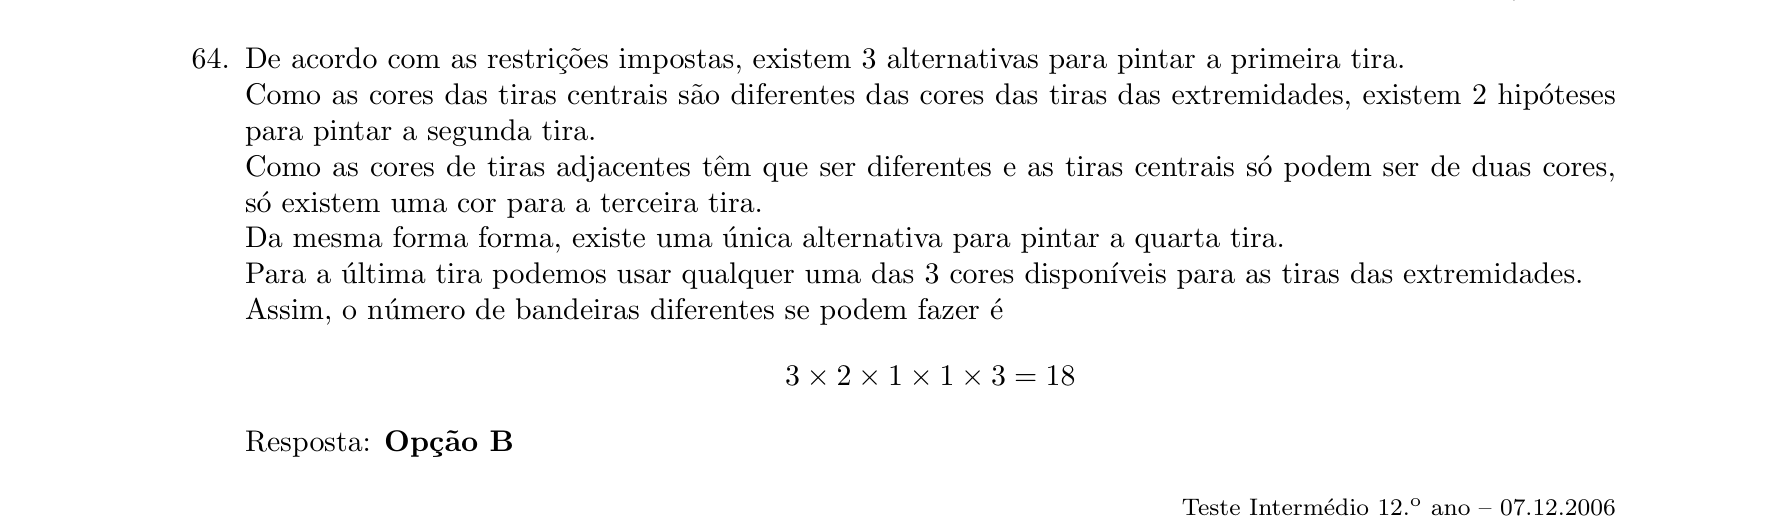 64. De acordo com as restrições impostas, existem 3 alternativas para pintar a primeira tira.
Como as cores das tiras centrais são diferentes das cores das tiras das extremidades, existem 2 hipóteses
para pintar a segunda tira.
Como as cores de tiras adjacentes têm que ser diferentes e as tiras centrais só podem ser de duas cores,
só existem uma cor para a terceira tira.
Da mesma forma forma, existe uma única alternativa para pintar a quarta tira.
Para a última tira podemos usar qualquer uma das 3 cores disponíveis para as tiras das extremidades.
Assim, o número de bandeiras diferentes se podem fazer é
3 × 2 × 1 × 1 × 3 = 18
Resposta: Opção B
Teste Intermédio 12.º ano – 07.12.2006